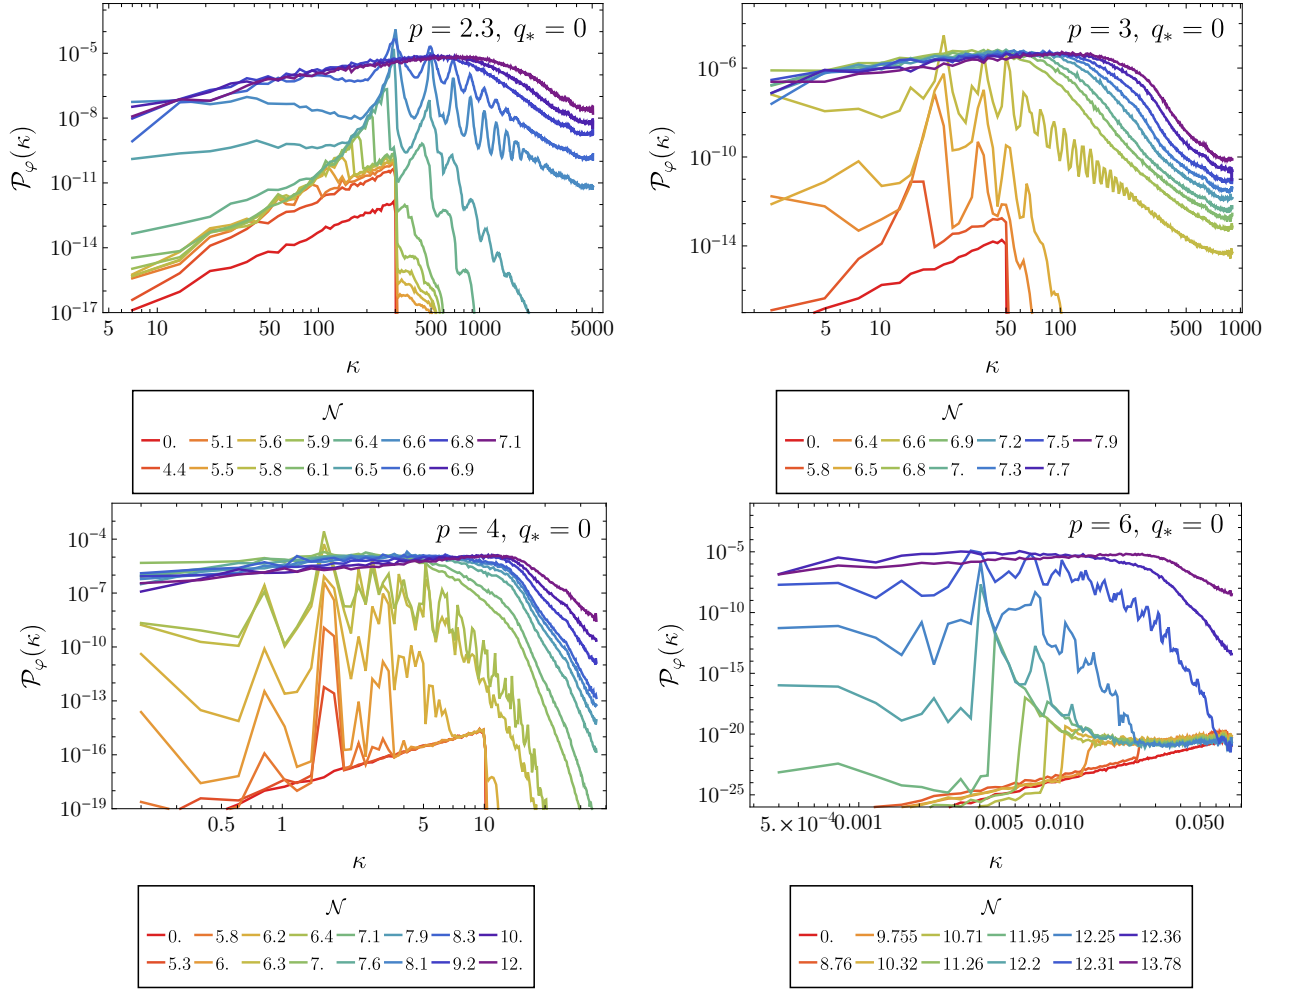 p = 2.3, q* = 0
10⁻⁵
10⁻⁸
10⁻¹¹
10⁻¹⁴
10⁻¹⁷
𝒫φ(κ)
5 10 50 100 500 1000 5000
κ
𝒩
0. 5.1 5.6 5.9 6.4 6.6 6.8 7.1
4.4 5.5 5.8 6.1 6.5 6.6 6.9
p = 3, q* = 0
10⁻⁶
10⁻¹⁰
10⁻¹⁴
𝒫φ(κ)
5 10 50 100 500 1000
κ
𝒩
0. 6.4 6.6 6.9 7.2 7.5 7.9
5.8 6.5 6.8 7. 7.3 7.7
p = 4, q* = 0
10⁻⁴
10⁻⁷
10⁻¹⁰
10⁻¹³
10⁻¹⁶
10⁻¹⁹
𝒫φ(κ)
0.5 1 5 10
κ
𝒩
0. 5.8 6.2 6.4 7.1 7.9 8.3 10.
5.3 6. 6.3 7. 7.6 8.1 9.2 12.
p = 6, q* = 0
10⁻⁵
10⁻¹⁰
10⁻¹⁵
10⁻²⁰
10⁻²⁵
𝒫φ(κ)
5.×10⁻⁴ 0.001 0.005 0.010 0.050
κ
𝒩
0. 9.755 10.71 11.95 12.25 12.36
8.76 10.32 11.26 12.2 12.31 13.78